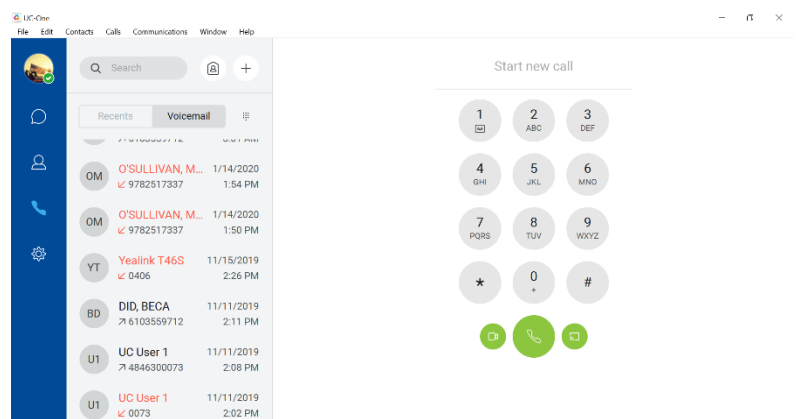 UC-One
File Edit Contacts Calls Communications Window Help
Search
Recents Voicemail
OM O'SULLIVAN, M... 1/14/2020
9782517337 1:54 PM
OM O'SULLIVAN, M... 1/14/2020
9782517337 1:50 PM
YT Yealink T46S 11/15/2019
0406 2:26 PM
BD DID, BECA 11/11/2019
6103559712 2:11 PM
U1 UC User 1 11/11/2019
4846300073 2:08 PM
U1 UC User 1 11/11/2019
0073 2:02 PM
Start new call
1 2 3
ABC DEF
4 5 6
GHI JKL MNO
7 8 9
PQRS TUV WXYZ
* 0 #
+